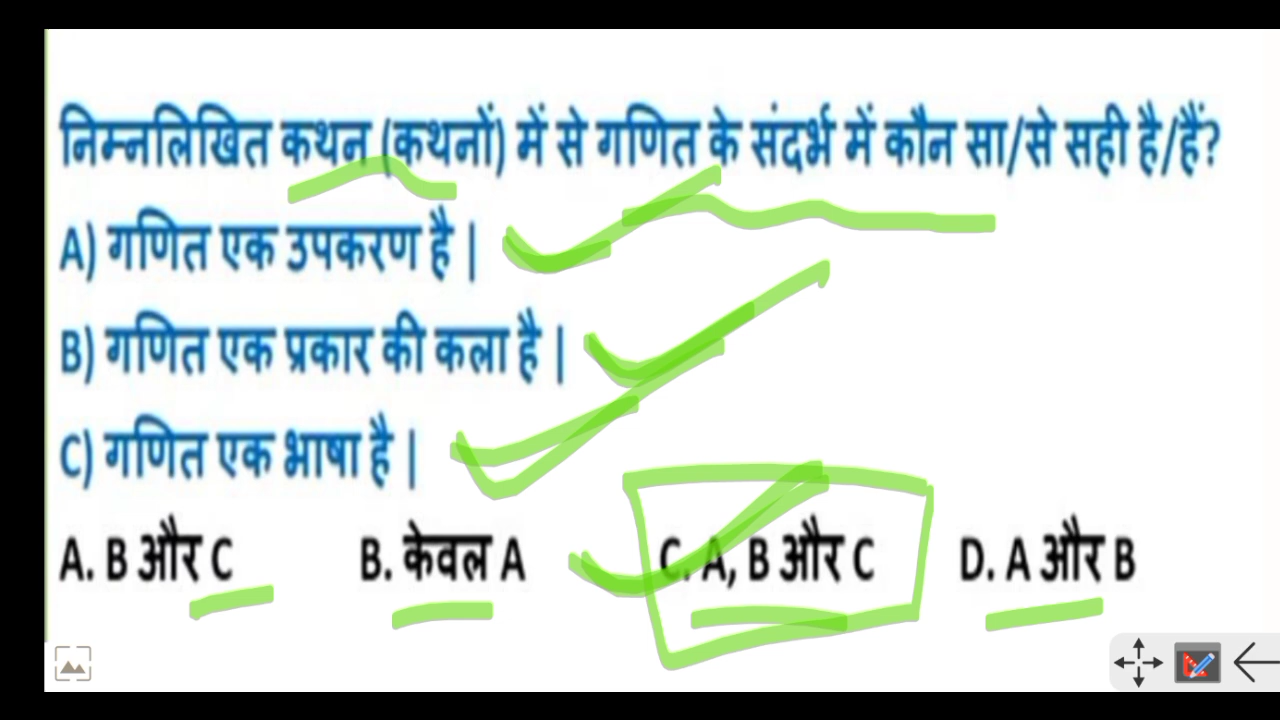 निम्नलिखित कथन (कथनों) में से गणित के संदर्भ में कौन सा/से सही है/हैं?
A) गणित एक उपकरण है |
B) गणित एक प्रकार की कला है |
C) गणित एक भाषा है |
A. B और C B. केवल A C. A, B और C D. A और B